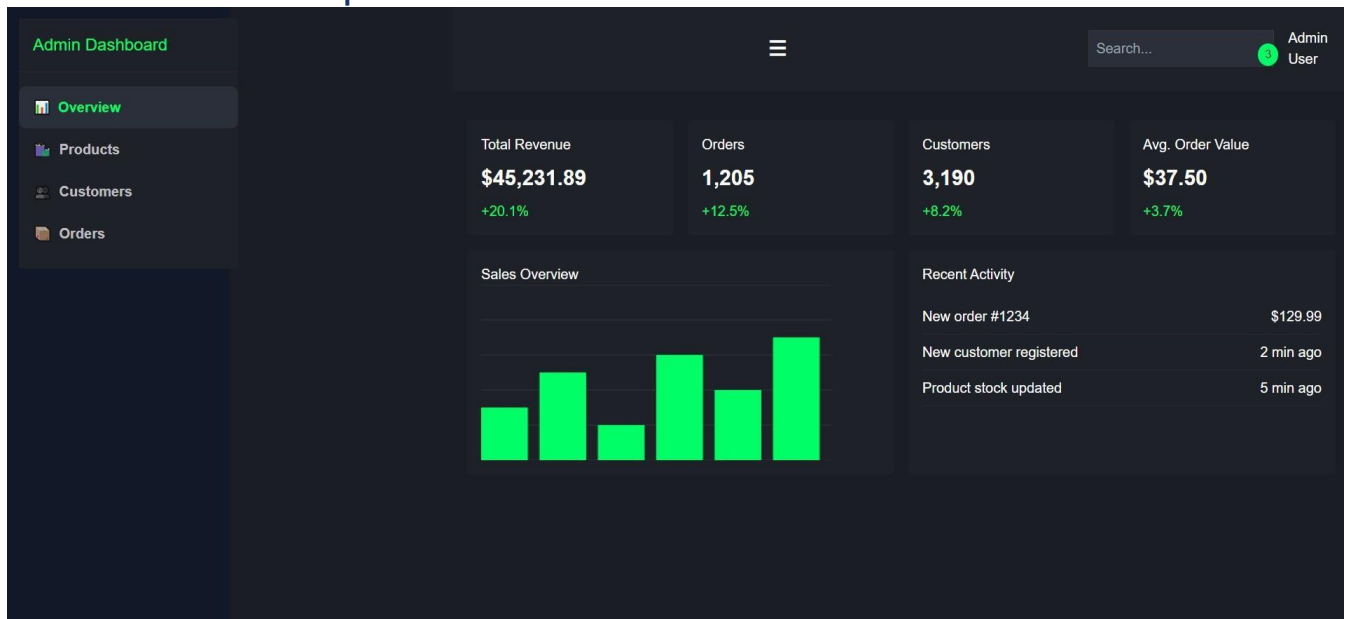 Admin Dashboard
Overview
Products
Customers
Orders
Search...
3
Admin
User
Total Revenue
$45,231.89
+20.1%
Orders
1,205
+12.5%
Customers
3,190
+8.2%
Avg. Order Value
$37.50
+3.7%
Sales Overview
Recent Activity
New order #1234 $129.99
New customer registered 2 min ago
Product stock updated 5 min ago